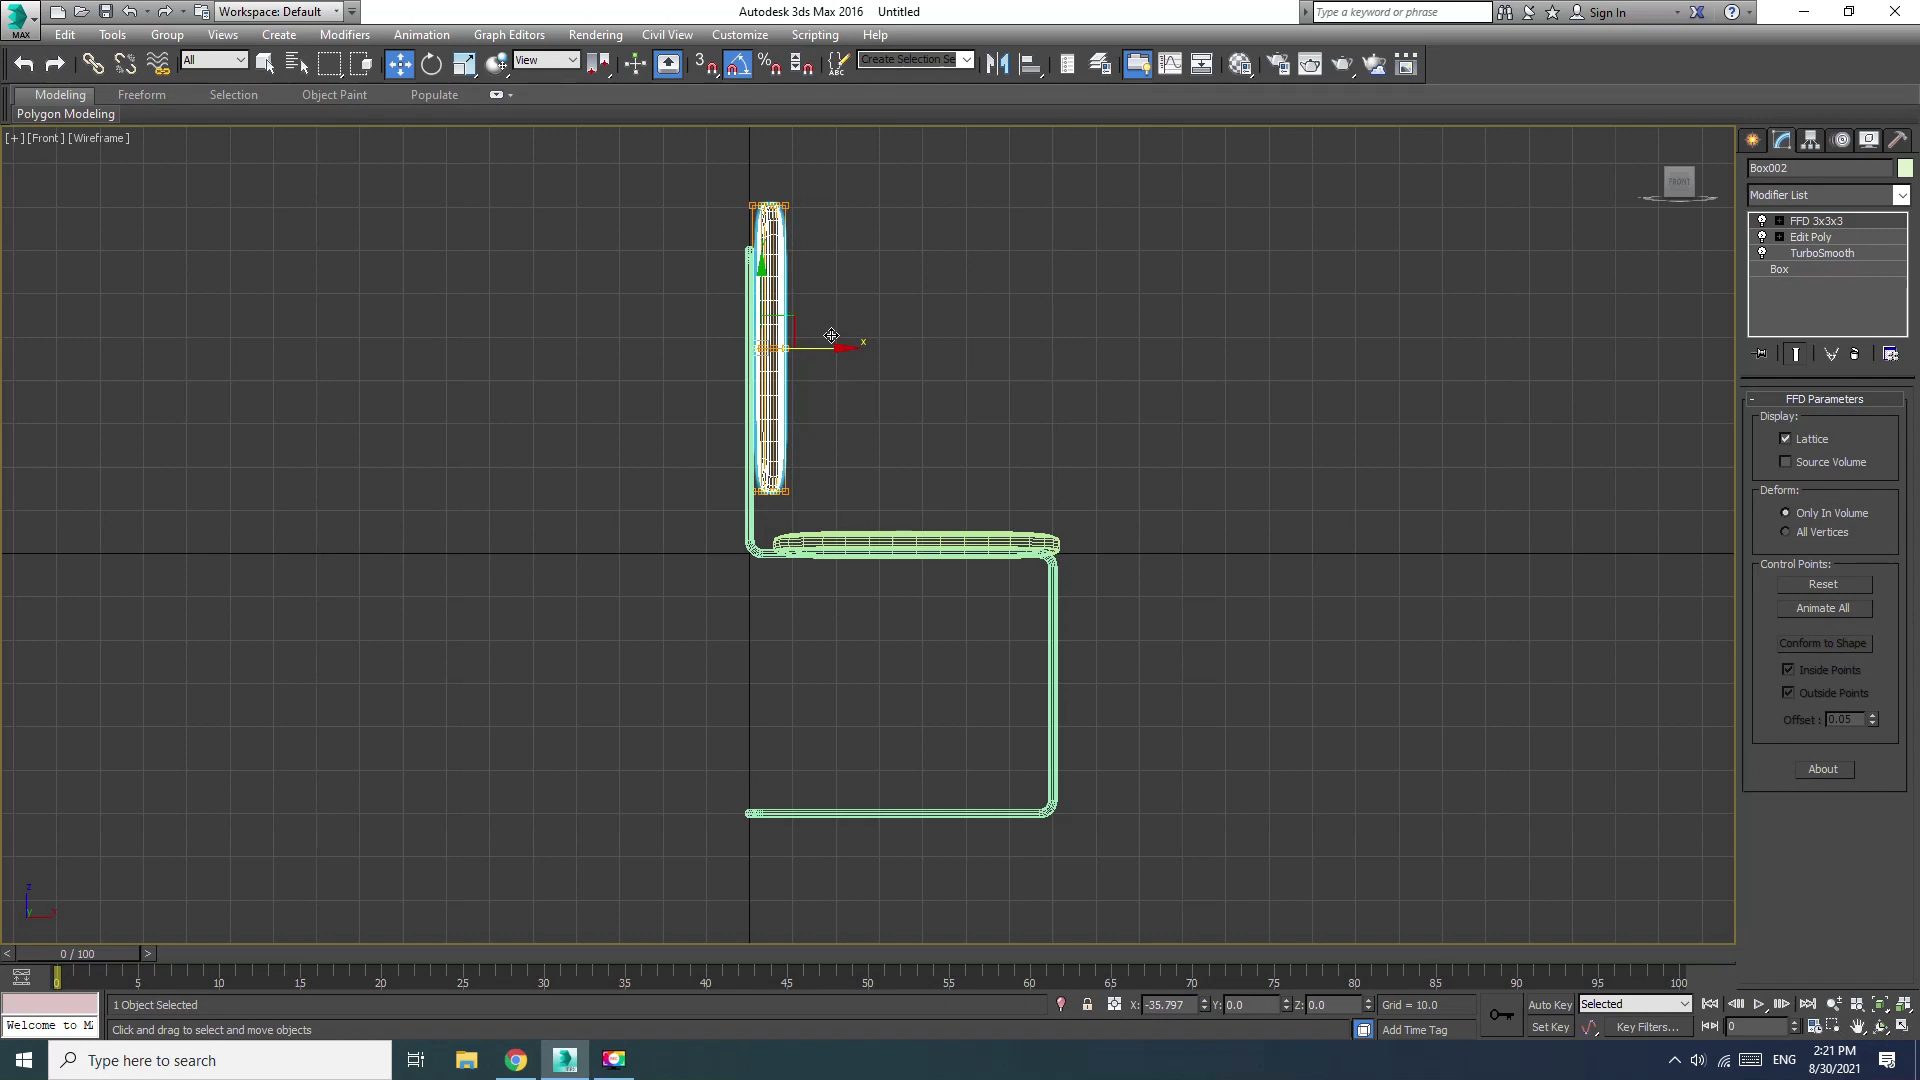 Workspace: Default
Autodesk 3ds Max 2016 Untitled
Type a keyword or phrase
Sign In
MAX
Edit Tools Group Views Create Modifiers Animation Graph Editors Rendering Civil View Customize Scripting Help
All
View
3
%
ABC
Create Selection Se
Modeling Freeform Selection Object Paint Populate
Polygon Modeling
[+] [Front] [Wireframe]
FRONT
x
z
y
x
Box002
Modifier List
FFD 3x3x3
Edit Poly
TurboSmooth
Box
- FFD Parameters
Display:
Lattice
Source Volume
Deform:
Only In Volume
All Vertices
Control Points:
Reset
Animate All
Conform to Shape
Inside Points
Outside Points
Offset : 0.05
About
< 0 / 100 >
0 5 10 15 20 25 30 35 40 45 50 55 60 65 70 75 80 85 90 95 100
1 Object Selected
X: -35.797 Y: 0.0 Z: 0.0 Grid = 10.0
Auto Key Selected
Welcome to M
Click and drag to select and move objects
Add Time Tag
Set Key Key Filters... 0
Type here to search
ENG
2:21 PM
8/30/2021